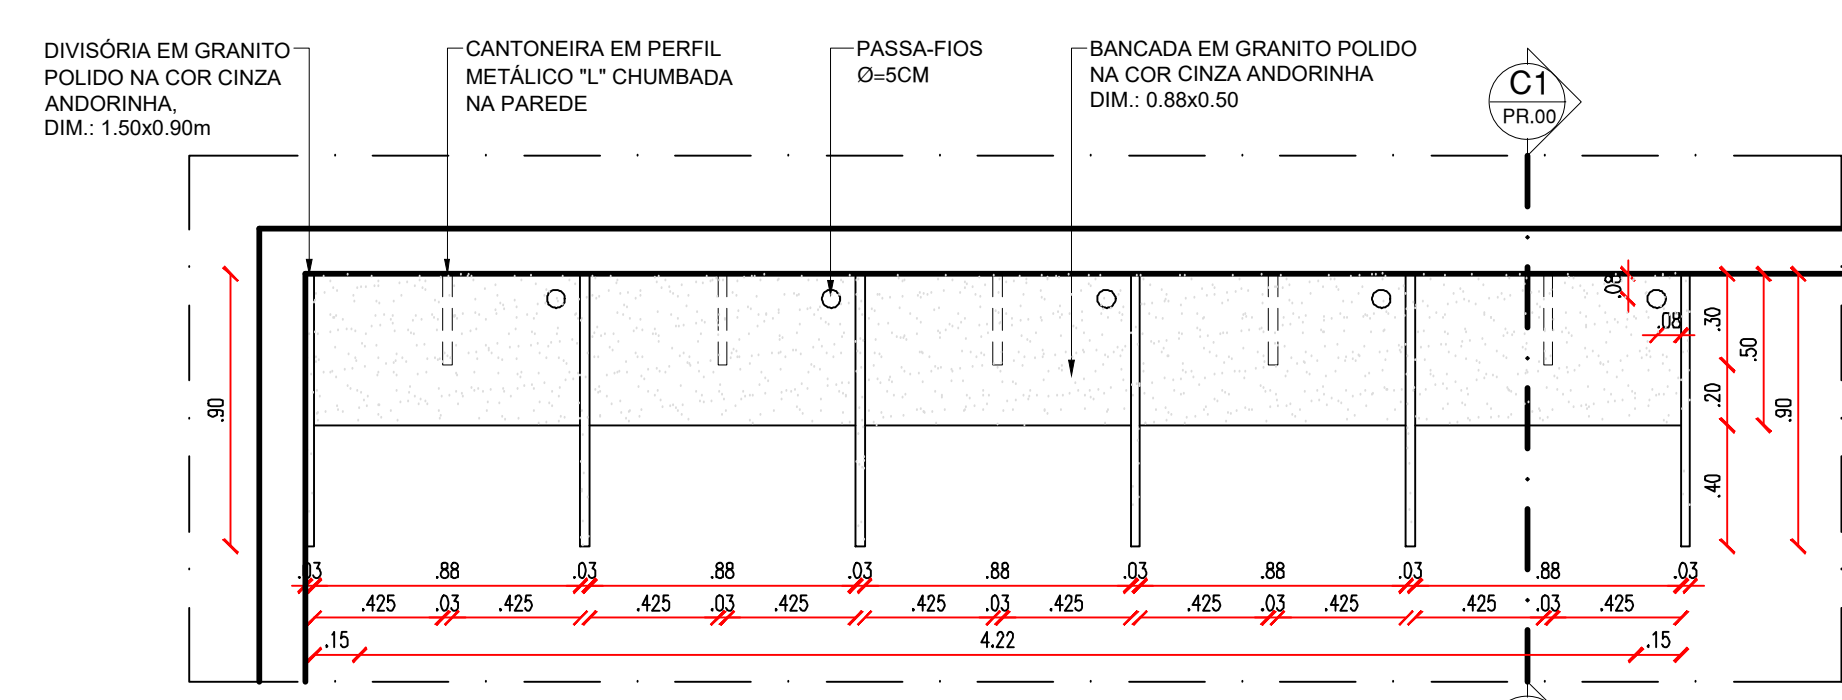 DIVISÓRIA EM GRANITO
POLIDO NA COR CINZA
ANDORINHA,
DIM.: 1.50x0.90m
CANTONEIRA EM PERFIL
METÁLICO "L" CHUMBADA
NA PAREDE
PASSA-FIOS
Ø=5CM
BANCADA EM GRANITO POLIDO
NA COR CINZA ANDORINHA
DIM.: 0.88x0.50
C1
PR.00
.90
.08
.08
.30
.20
.40
.50
.90
.03 .88 .03 .88 .03 .88 .03 .88 .03 .88 .03
.425 .03 .425 .425 .03 .425 .425 .03 .425 .425 .03 .425 .425 .03 .425
.15 4.22 .15